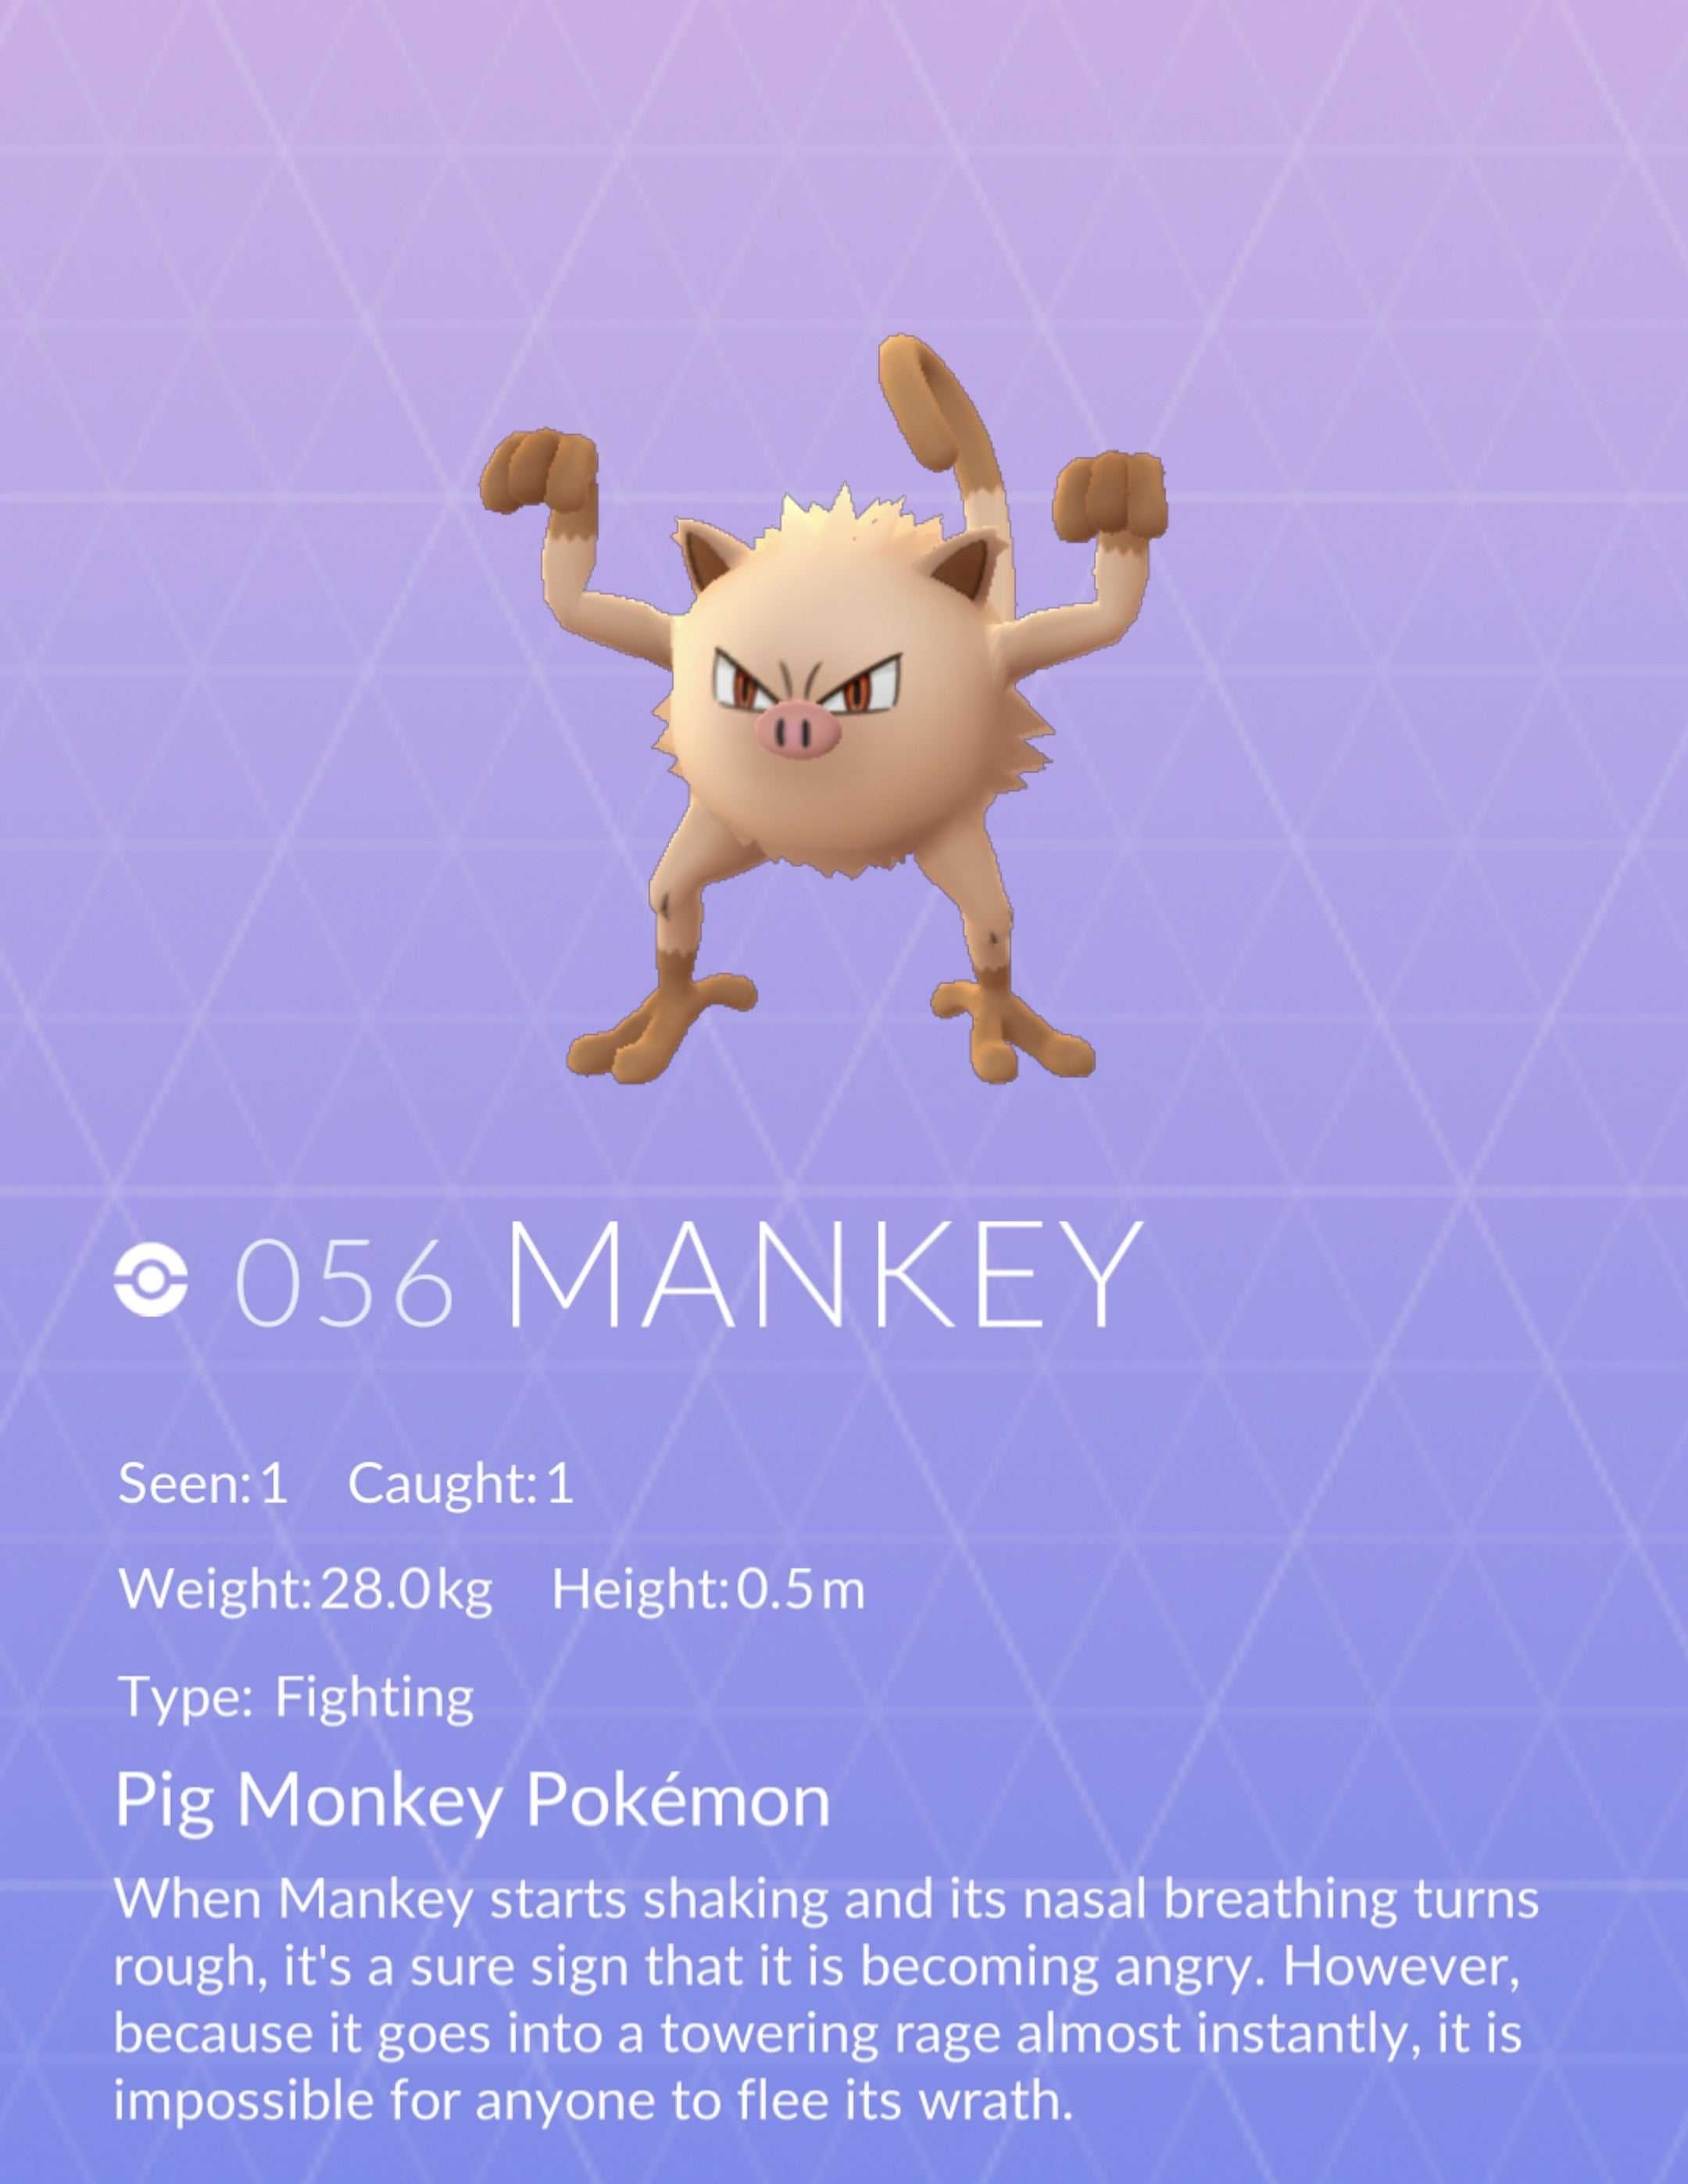 056 MANKEY
Seen: 1 Caught: 1
Weight: 28.0 kg Height: 0.5 m
Type: Fighting
Pig Monkey Pokémon
When Mankey starts shaking and its nasal breathing turns
rough, it's a sure sign that it is becoming angry. However,
because it goes into a towering rage almost instantly, it is
impossible for anyone to flee its wrath.